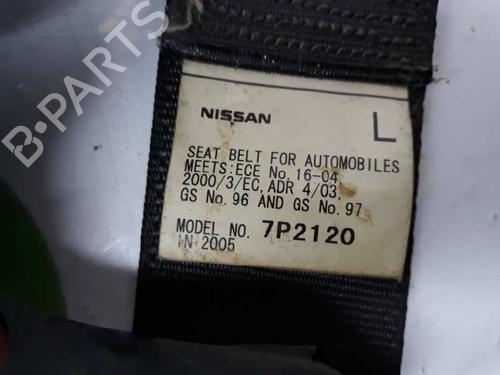 B-PARTS
NISSAN L
SEAT BELT FOR AUTOMOBILES
MEETS:ECE No. 16-04,
2000/3/EC, ADR 4/03,
GS No. 96 AND GS No. 97
MODEL NO. 7P2120
IN 2005